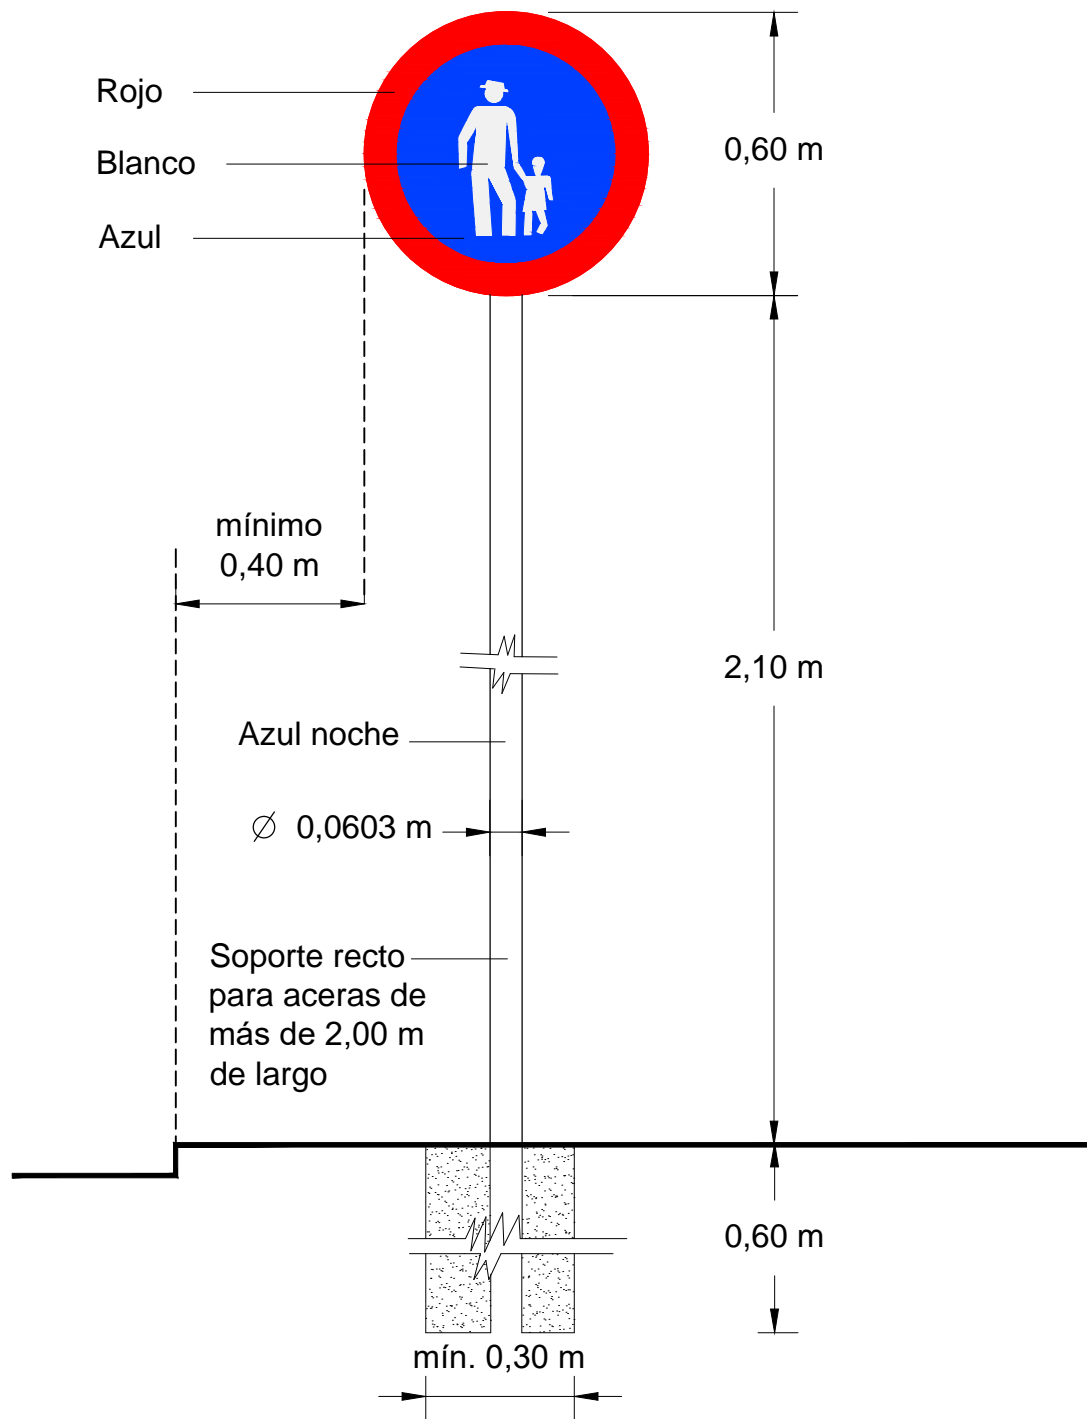 Rojo
Blanco
Azul
0,60 m
mínimo
0,40 m
2,10 m
Azul noche
∅ 0,0603 m
Soporte recto
para aceras de
más de 2,00 m
de largo
0,60 m
mín. 0,30 m